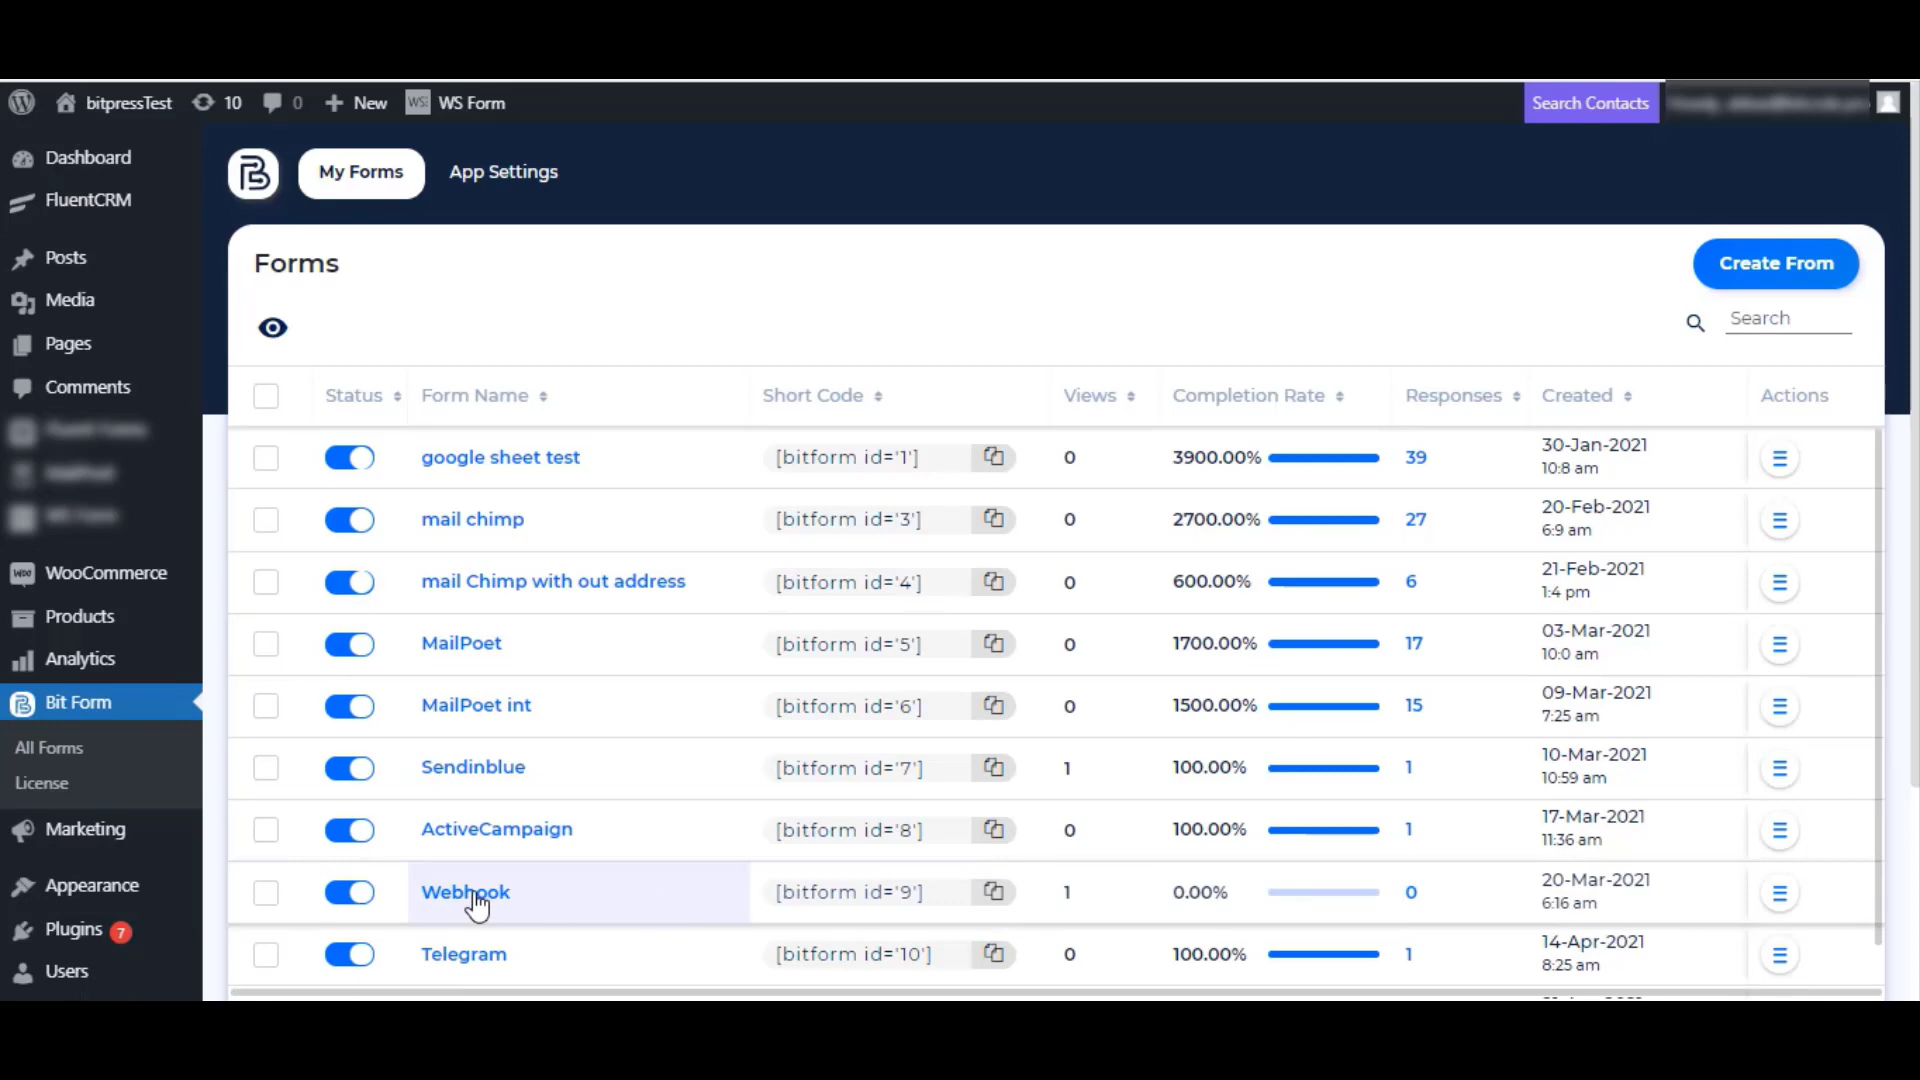 bitpressTest 10 0 New WS Form Search Contacts
Dashboard
FluentCRM
Posts
Media
Pages
Comments
WooCommerce
Products
Analytics
Bit Form
All Forms
License
Marketing
Appearance
Plugins 7
Users
My Forms App Settings
Forms Create From
Search
Status Form Name Short Code Views Completion Rate Responses Created Actions
google sheet test [bitform id='1'] 0 3900.00% 39 30-Jan-2021
10:8 am
mail chimp [bitform id='3'] 0 2700.00% 27 20-Feb-2021
6:9 am
mail Chimp with out address [bitform id='4'] 0 600.00% 6 21-Feb-2021
1:4 pm
MailPoet [bitform id='5'] 0 1700.00% 17 03-Mar-2021
10:0 am
MailPoet int [bitform id='6'] 0 1500.00% 15 09-Mar-2021
7:25 am
Sendinblue [bitform id='7'] 1 100.00% 1 10-Mar-2021
10:59 am
ActiveCampaign [bitform id='8'] 0 100.00% 1 17-Mar-2021
11:36 am
Webhook [bitform id='9'] 1 0.00% 0 20-Mar-2021
6:16 am
Telegram [bitform id='10'] 0 100.00% 1 14-Apr-2021
8:25 am